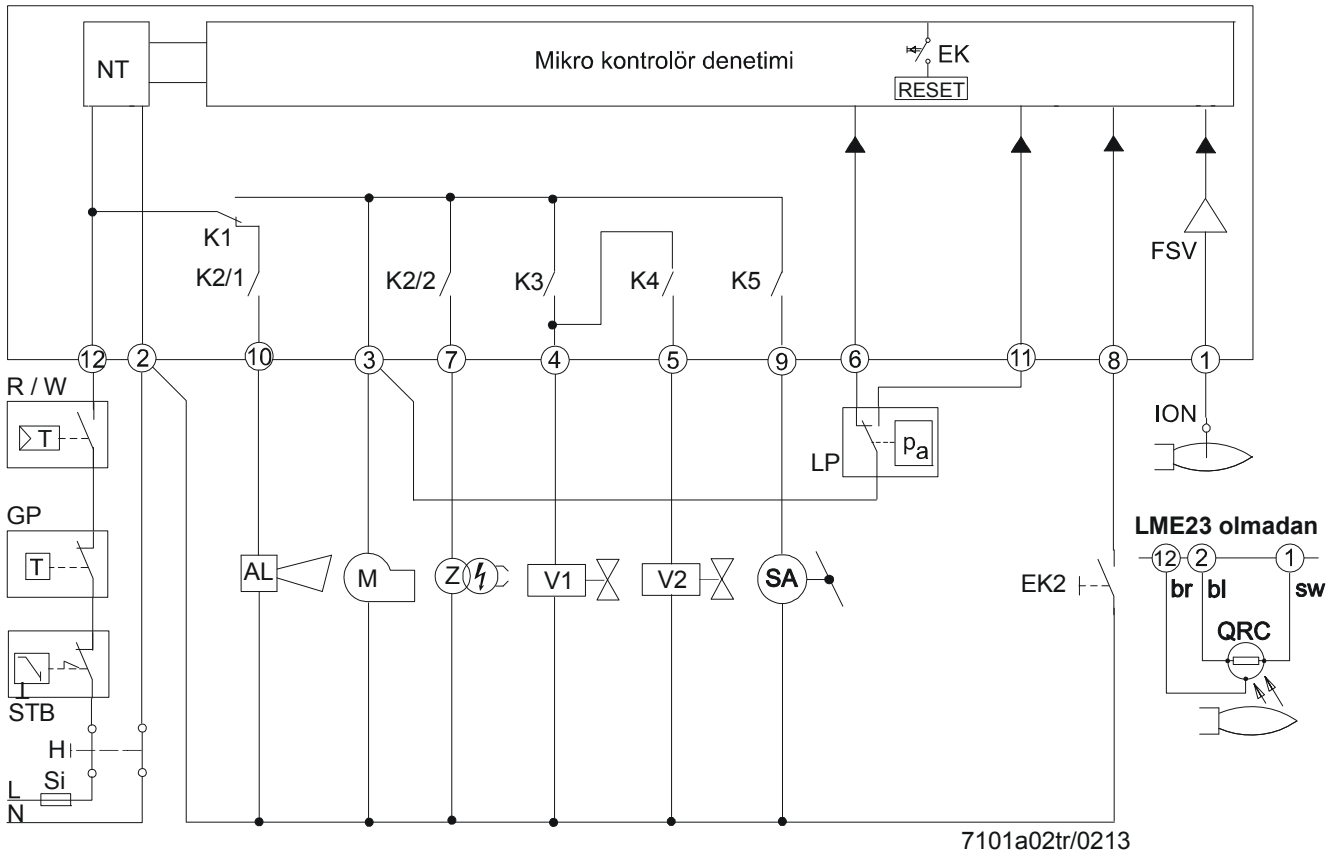 NT
Mikro kontrolör denetimi
EK
RESET
FSV
K1
K2/1
K2/2
K3
K4
K5
12
2
10
3
7
4
5
9
6
11
8
1
R / W
T
GP
T
STB
H
Si
L
N
AL
M
Z
V1
V2
SA
LP
pa
EK2
ION
LME23 olmadan
12
2
1
br
bl
sw
QRC
7101a02tr/0213